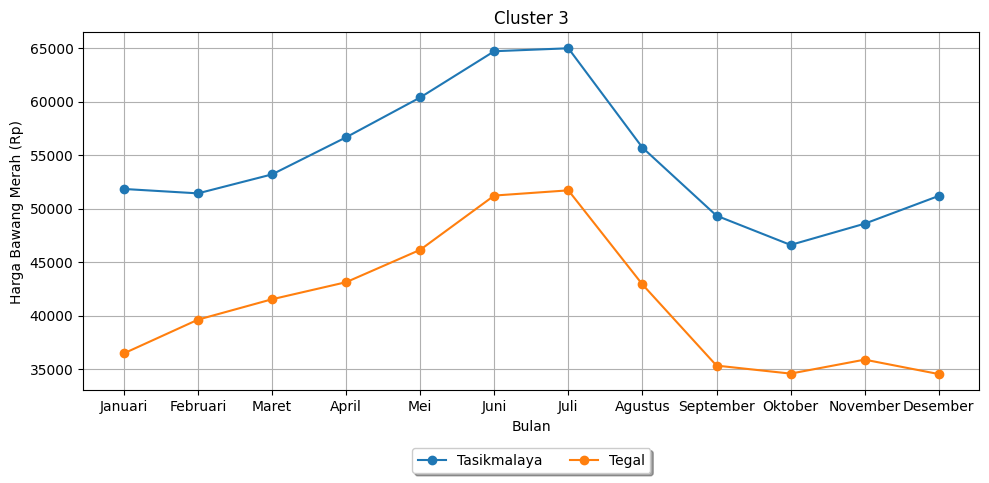 Cluster 3
Harga Bawang Merah (Rp)
65000
60000
55000
50000
45000
40000
35000
Januari Februari Maret April Mei Juni Juli Agustus September Oktober November Desember
Bulan
Tasikmalaya Tegal